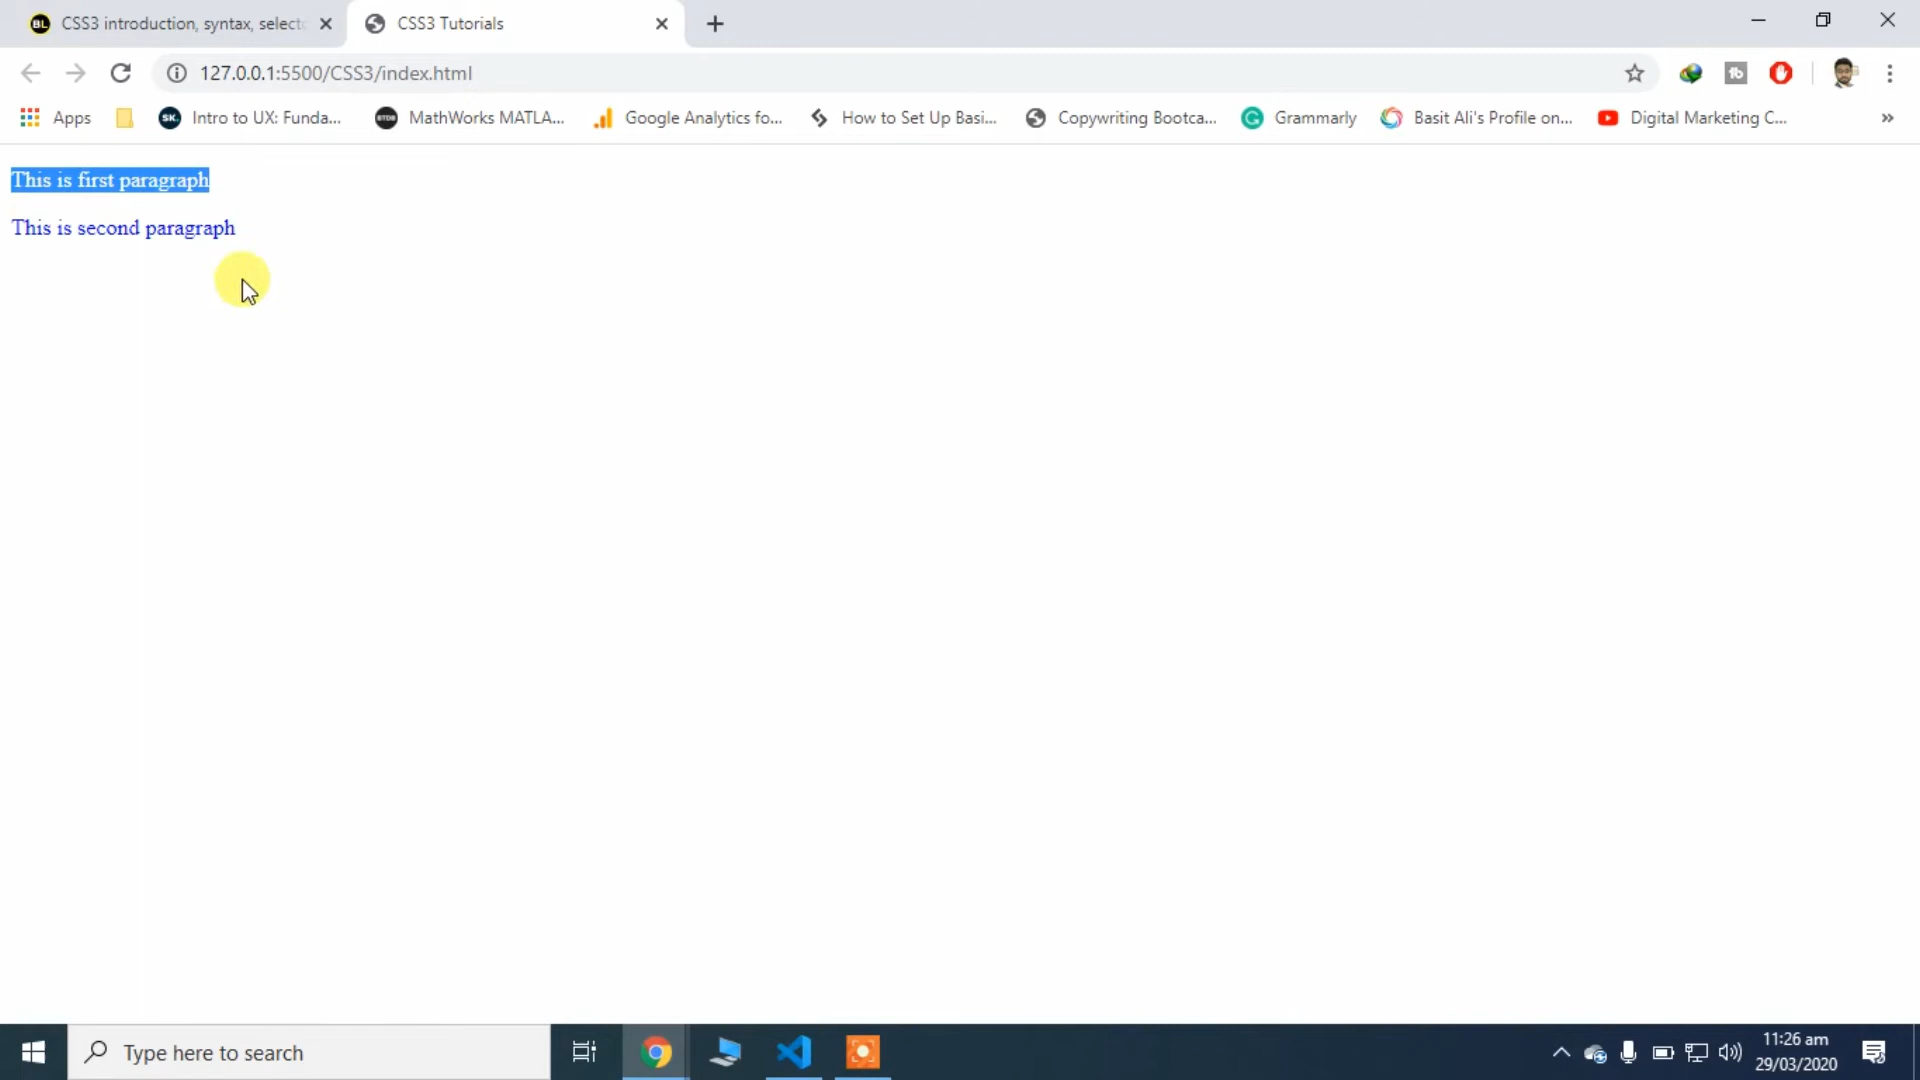 BL CSS3 introduction, syntax, select
CSS3 Tutorials
127.0.0.1:5500/CSS3/index.html
Apps
SK. Intro to UX: Funda...
MathWorks MATLA...
Google Analytics fo...
How to Set Up Basi...
Copywriting Bootca...
Grammarly
Basit Ali's Profile on...
Digital Marketing C...
»
This is first paragraph
This is second paragraph
Type here to search
11:26 am
29/03/2020